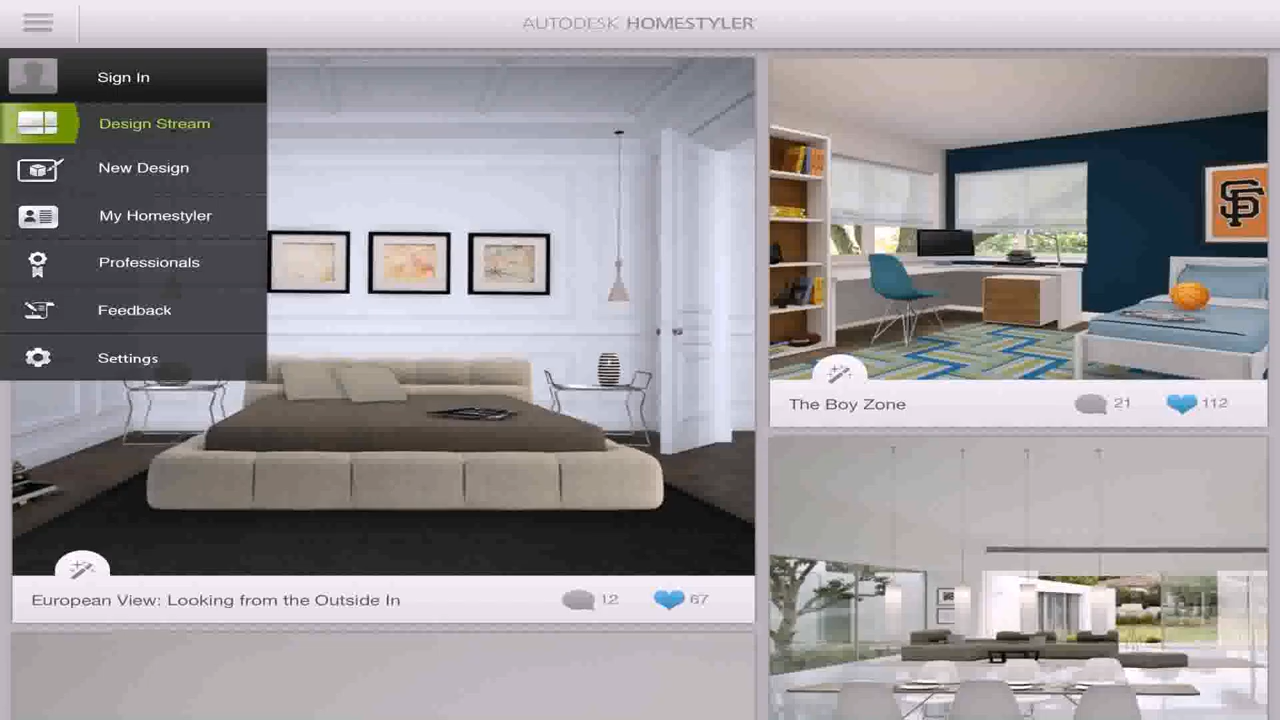 AUTODESK HOMESTYLER
Sign In
Design Stream
New Design
My Homestyler
Professionals
Feedback
Settings
SF
The Boy Zone
21
112
European View: Looking from the Outside In
12
67